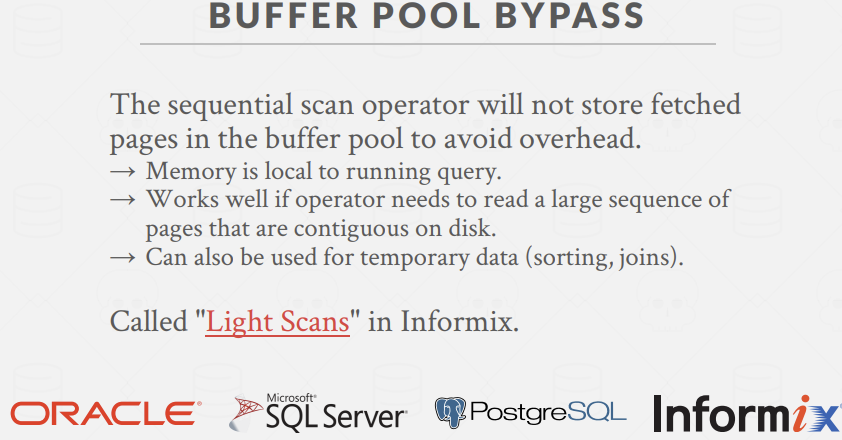 BUFFER POOL BYPASS
The sequential scan operator will not store fetched
pages in the buffer pool to avoid overhead.
→ Memory is local to running query.
→ Works well if operator needs to read a large sequence of
pages that are contiguous on disk.
→ Can also be used for temporary data (sorting, joins).
Called "Light Scans" in Informix.
ORACLE® Microsoft® SQL Server® PostgreSQL Informix®